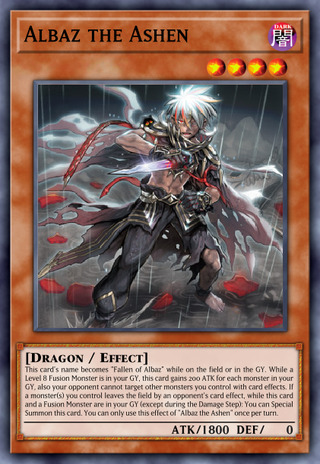 Albaz the Ashen
DARK
闇
[Dragon / Effect]
This card's name becomes "Fallen of Albaz" while on the field or in the GY. While a
Level 8 Fusion Monster is in your GY, this card gains 200 ATK for each monster in your
GY, also your opponent cannot target other monsters you control with card effects. If
a monster(s) you control leaves the field by an opponent's card effect, while this card
and a Fusion Monster are in your GY (except during the Damage Step): You can Special
Summon this card. You can only use this effect of "Albaz the Ashen" once per turn.
ATK/1800 DEF/ 0